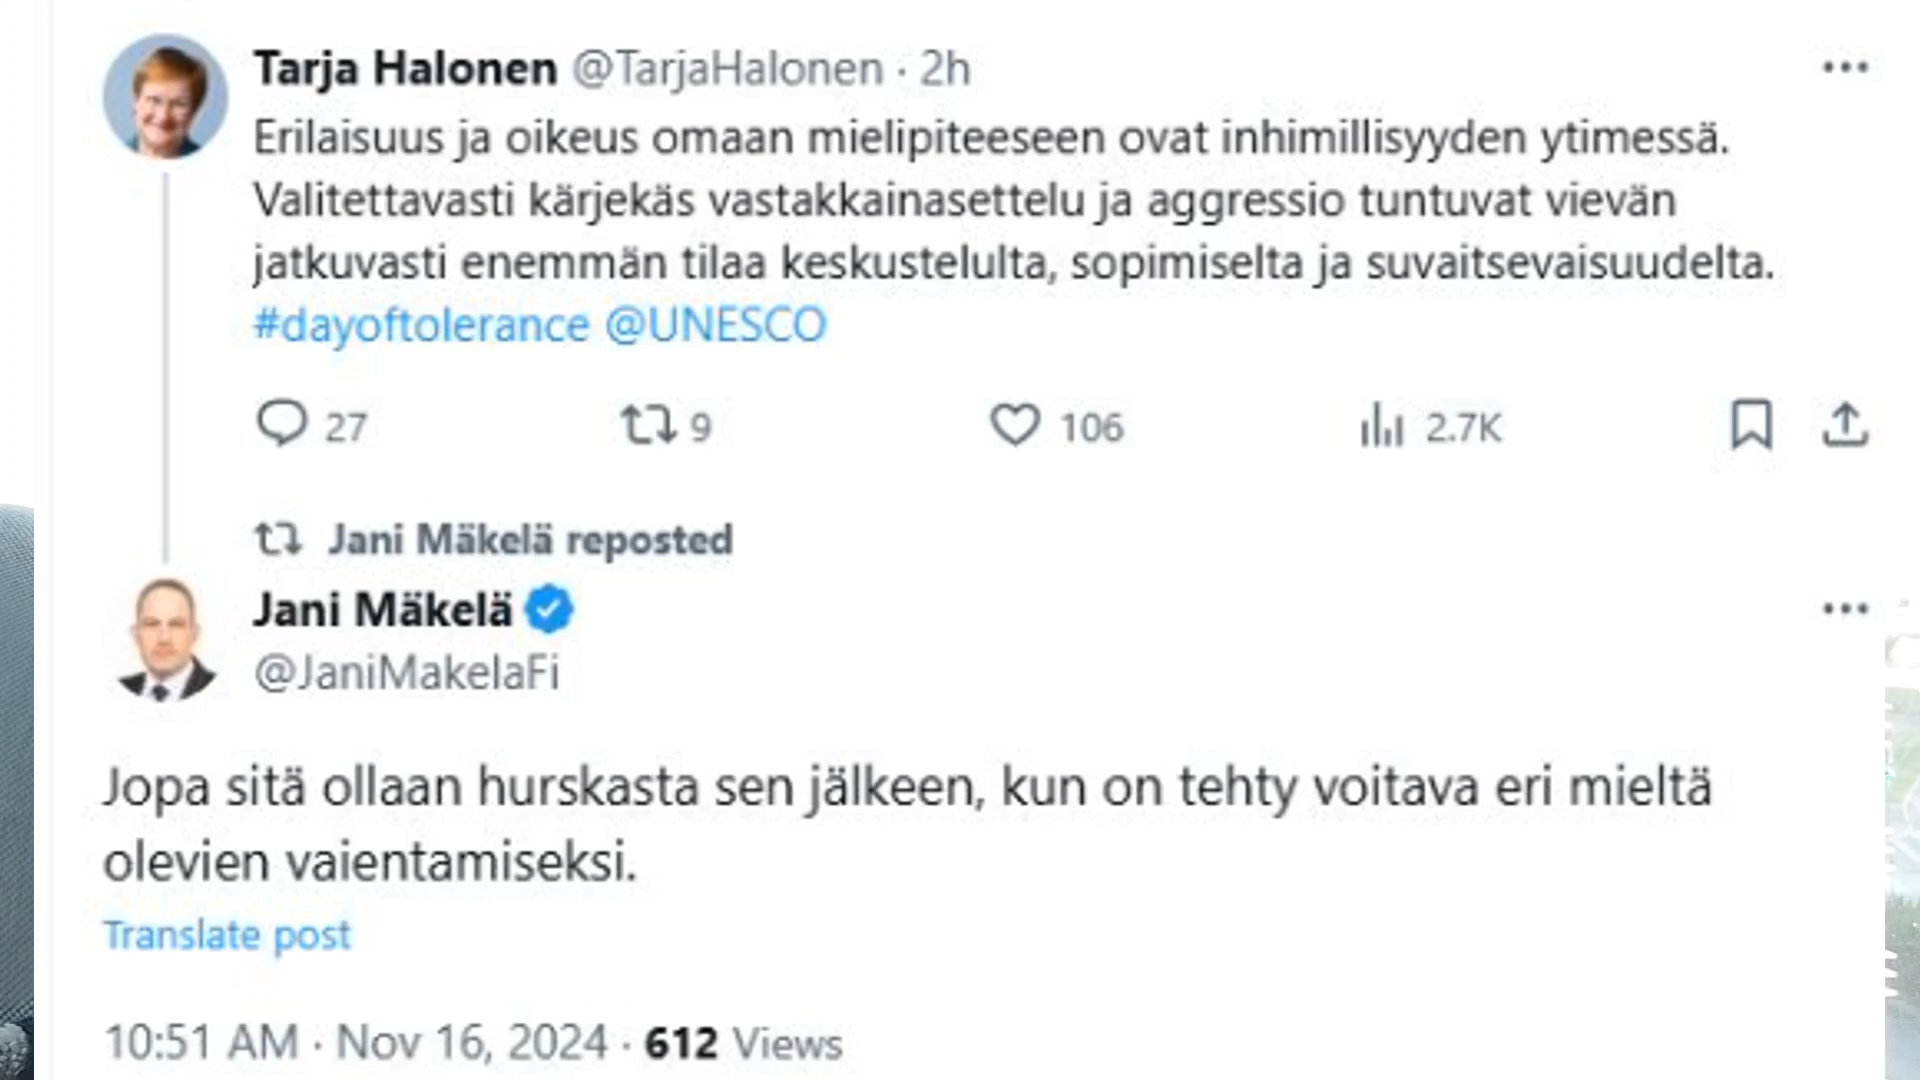 Tarja Halonen @TarjaHalonen · 2h
Erilaisuus ja oikeus omaan mielipiteeseen ovat inhimillisyyden ytimessä.
Valitettavasti kärjekäs vastakkainasettelu ja aggressio tuntuvat vievän
jatkuvasti enemmän tilaa keskustelulta, sopimiselta ja suvaitsevaisuudelta.
#dayoftolerance @UNESCO
27 9 106 2.7K
Jani Mäkelä reposted
Jani Mäkelä
@JaniMakelaFi
Jopa sitä ollaan hurskasta sen jälkeen, kun on tehty voitava eri mieltä
olevien vaientamiseksi.
Translate post
10:51 AM · Nov 16, 2024 · 612 Views